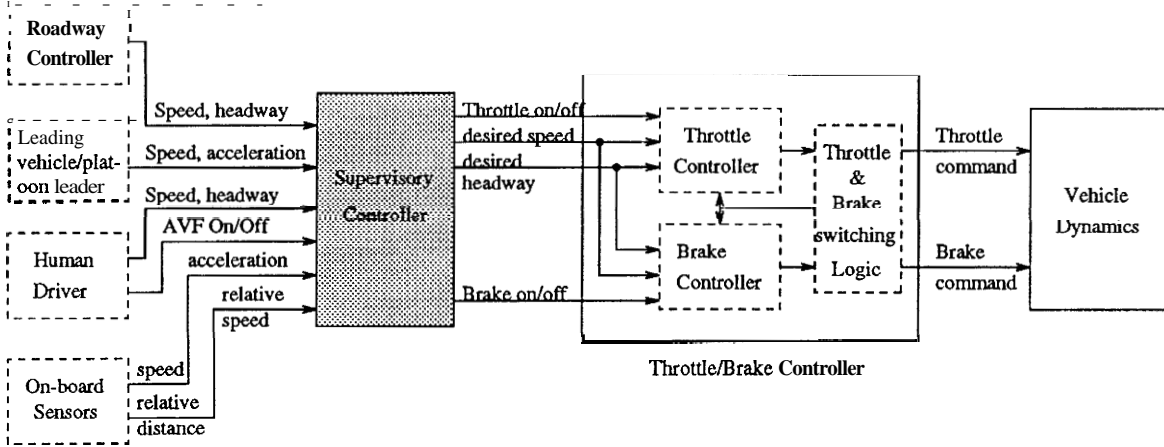 Roadway
Controller
Speed, headway
Leading
vehicle/plat-
oon leader
Speed, acceleration
Speed, headway
AVF On/Off
Human
Driver
acceleration
relative
speed
On-board
Sensors
speed
relative
distance
Supervisory
Controller
Throttle on/off
desired speed
desired
headway
Brake on/off
Throttle
Controller
Brake
Controller
Throttle
&
Brake
switching
Logic
Throttle/Brake Controller
Throttle
command
Brake
command
Vehicle
Dynamics